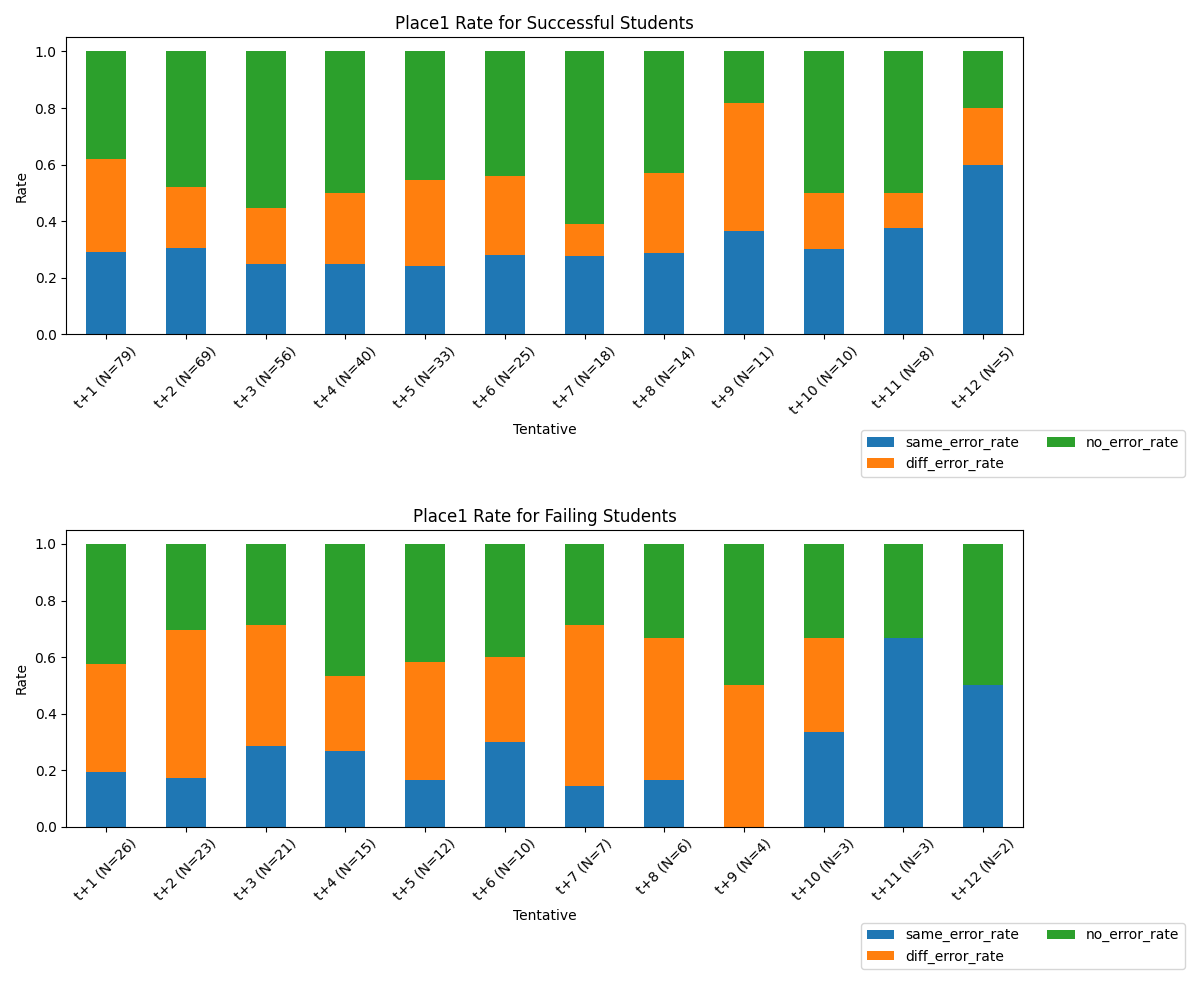 Place1 Rate for Successful Students
1.0
0.8
0.6
0.4
0.2
0.0
Rate
t+1 (N=79)
t+2 (N=69)
t+3 (N=56)
t+4 (N=40)
t+5 (N=33)
t+6 (N=25)
t+7 (N=18)
t+8 (N=14)
t+9 (N=11)
t+10 (N=10)
t+11 (N=8)
t+12 (N=5)
Tentative
same_error_rate
diff_error_rate
no_error_rate
Place1 Rate for Failing Students
1.0
0.8
0.6
0.4
0.2
0.0
Rate
t+1 (N=26)
t+2 (N=23)
t+3 (N=21)
t+4 (N=15)
t+5 (N=12)
t+6 (N=10)
t+7 (N=7)
t+8 (N=6)
t+9 (N=4)
t+10 (N=3)
t+11 (N=3)
t+12 (N=2)
Tentative
same_error_rate
diff_error_rate
no_error_rate